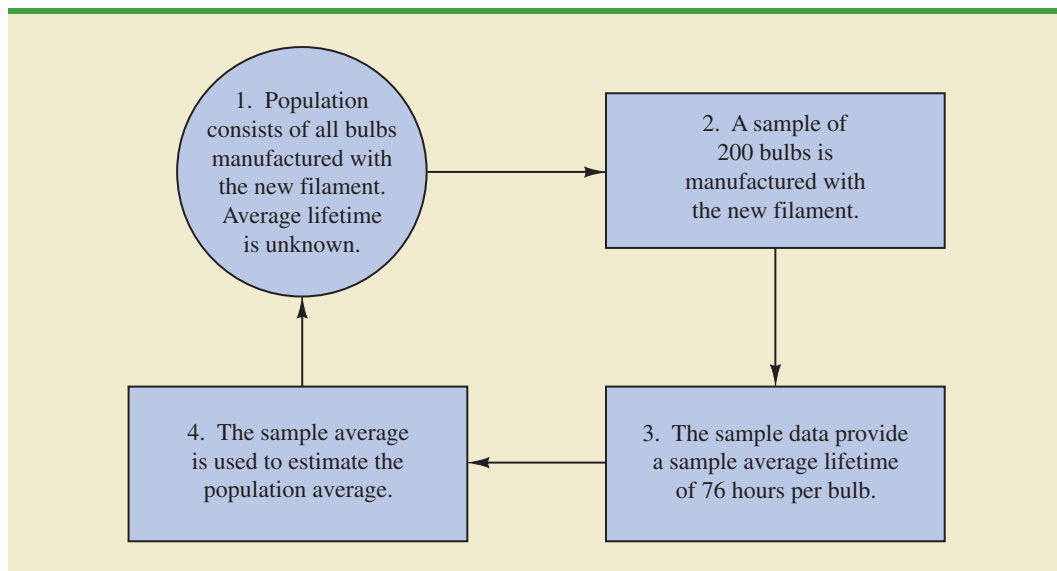 1. Population
consists of all bulbs
manufactured with
the new filament.
Average lifetime
is unknown.
2. A sample of
200 bulbs is
manufactured with
the new filament.
3. The sample data provide
a sample average lifetime
of 76 hours per bulb.
4. The sample average
is used to estimate the
population average.